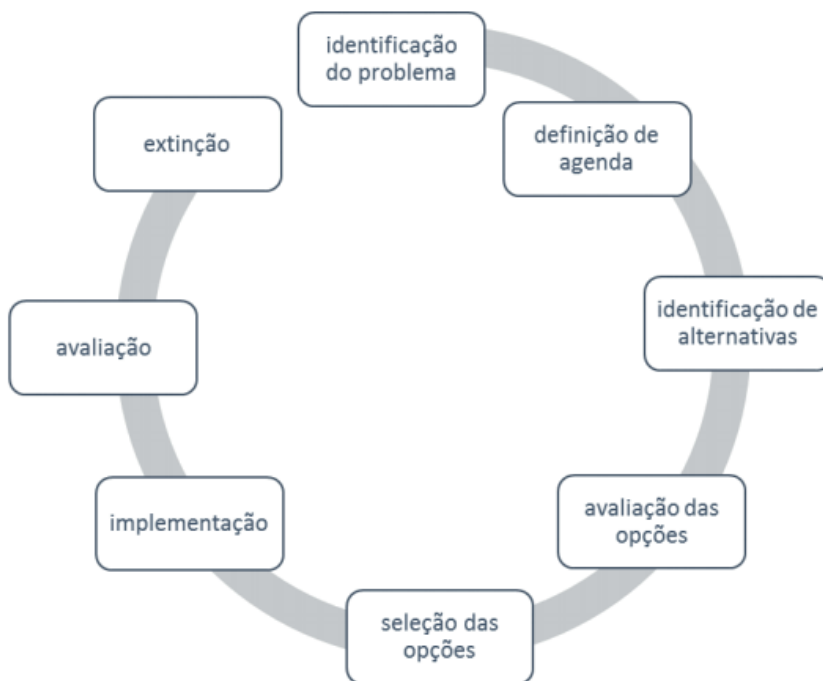 identificação
do problema
definição de
agenda
identificação de
alternativas
avaliação das
opções
seleção das
opções
implementação
avaliação
extinção